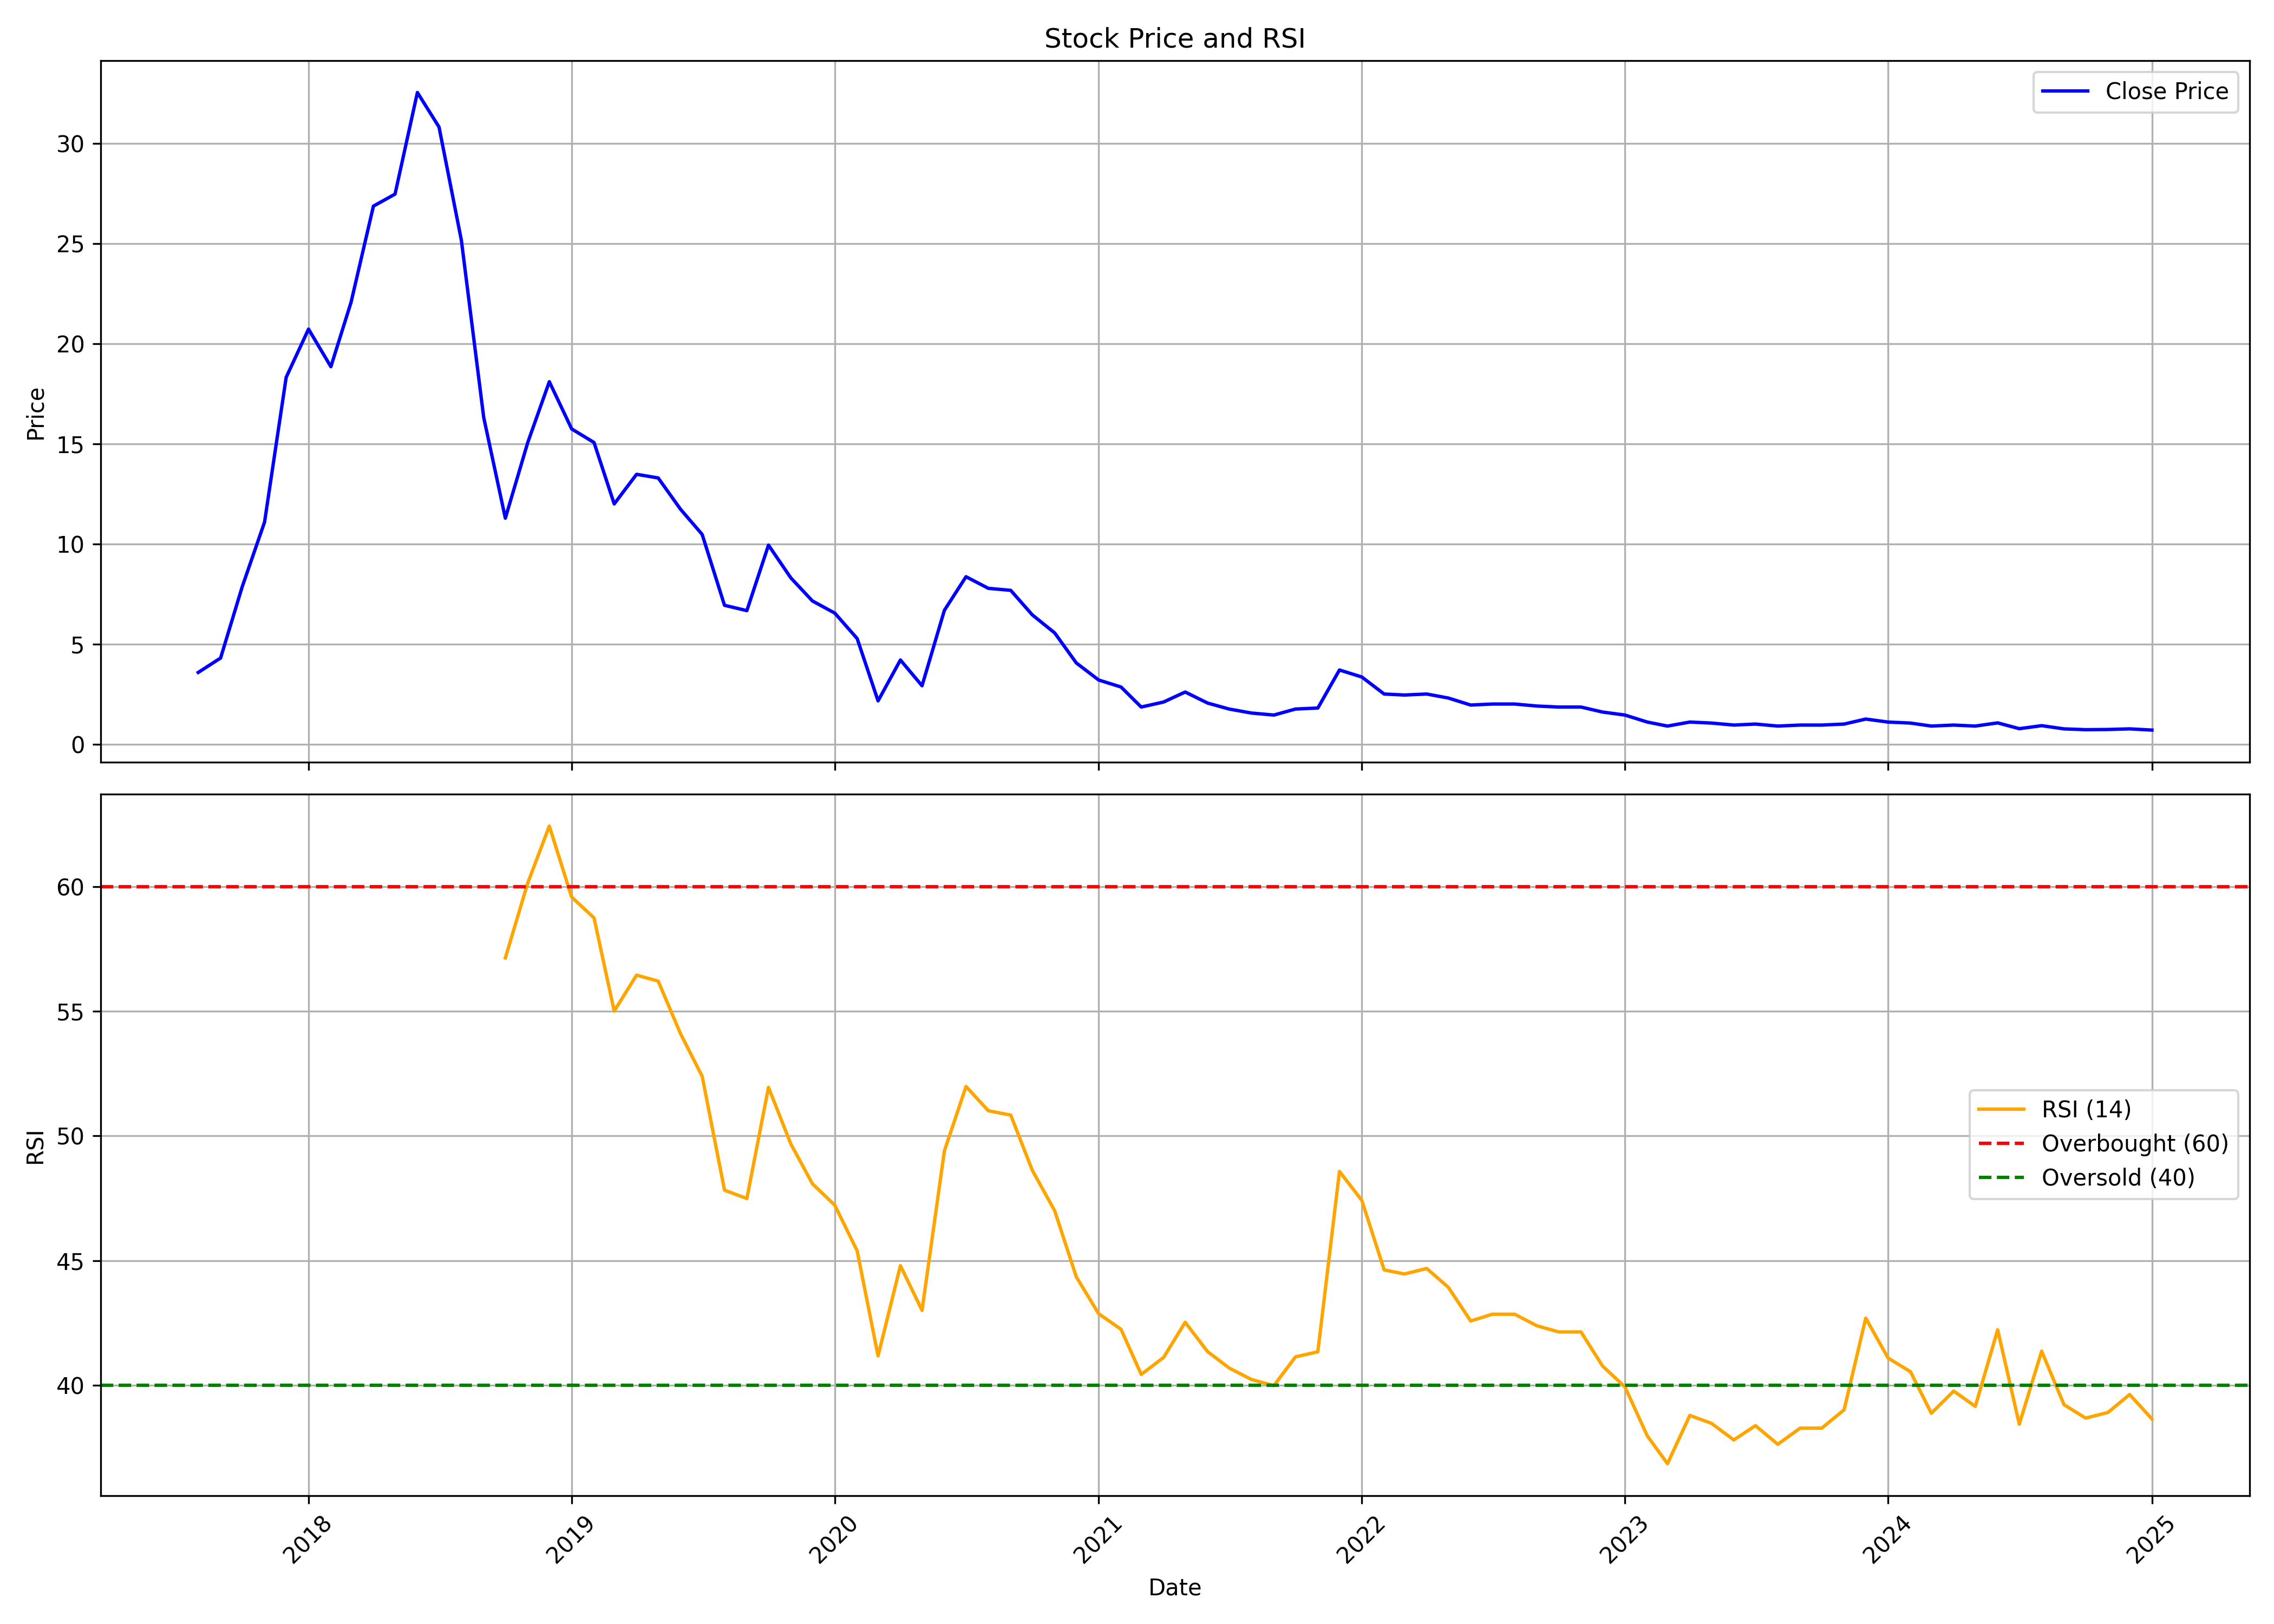 Stock Price and RSI
Close Price
Price
30
25
20
15
10
5
0
RSI
60
55
50
45
40
RSI (14)
Overbought (60)
Oversold (40)
2018
2019
2020
2021
2022
2023
2024
2025
Date